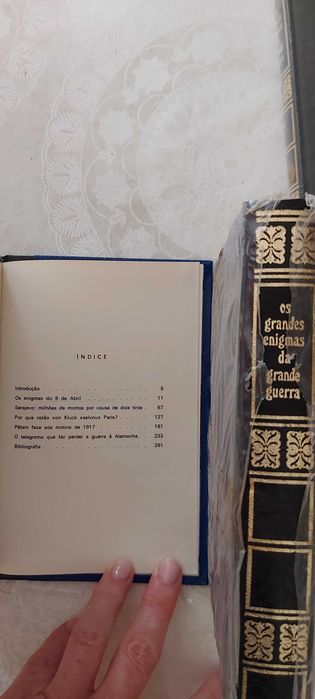 ÍNDICE
Introdução . . . . . . . . . . . . . 5
Os enigmas do 9 de Abril . . . . . . . . . 11
Serajevo: milhões de mortos por causa de dois tiros . 67
Por que razão von Kluck «salvou» Paris? . . . . 127
Pétain face aos motins de 1917 . . . . . . . 181
O telegrama que fez perder a guerra à Alemanha . . 233
Bibliografia . . . . . . . . . . . . . 291
os
grandes
enigmas
da
grande
guerra